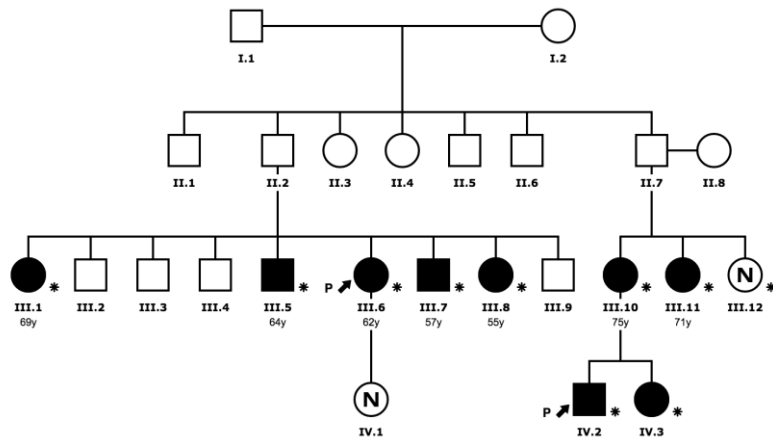 I.1 I.2
II.1 II.2 II.3 II.4 II.5 II.6 II.7 II.8
* * P * * * * * N *
III.1 III.2 III.3 III.4 III.5 III.6 III.7 III.8 III.9 III.10 III.11 III.12
69y 64y 62y 57y 55y 75y 71y
N P * *
IV.1 IV.2 IV.3